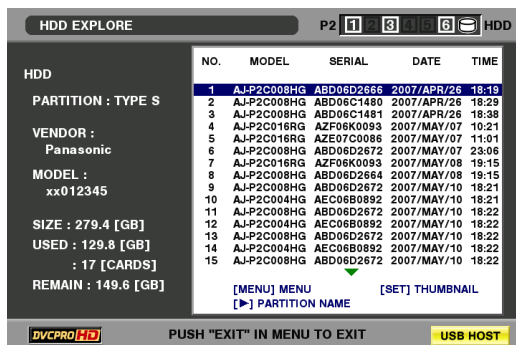 HDD EXPLORE
P2 1 2 3 4 5 6 HDD
HDD
PARTITION : TYPE S
VENDOR :
Panasonic
MODEL :
xx012345
SIZE : 279.4 [GB]
USED : 129.8 [GB]
: 17 [CARDS]
REMAIN : 149.6 [GB]
NO. MODEL SERIAL DATE TIME
1 AJ-P2C008HG ABD06D2666 2007/APR/26 18:19
2 AJ-P2C008HG ABD06C1480 2007/APR/26 18:29
3 AJ-P2C008HG ABD06C1481 2007/APR/26 18:38
4 AJ-P2C016RG AZF06K0093 2007/MAY/07 10:21
5 AJ-P2C016RG AZE07C0086 2007/MAY/07 11:01
6 AJ-P2C008HG ABD06D2672 2007/MAY/07 23:06
7 AJ-P2C016RG AZF06K0093 2007/MAY/08 19:15
8 AJ-P2C008HG ABD06D2664 2007/MAY/08 19:15
9 AJ-P2C008HG ABD06D2672 2007/MAY/10 18:21
10 AJ-P2C004HG AEC06B0892 2007/MAY/10 18:21
11 AJ-P2C008HG ABD06D2672 2007/MAY/10 18:22
12 AJ-P2C004HG AEC06B0892 2007/MAY/10 18:22
13 AJ-P2C008HG ABD06D2672 2007/MAY/10 18:22
14 AJ-P2C004HG AEC06B0892 2007/MAY/10 18:22
15 AJ-P2C008HG ABD06D2672 2007/MAY/10 18:22
[MENU] MENU [SET] THUMBNAIL
[▶] PARTITION NAME
DVCPRO HD PUSH "EXIT" IN MENU TO EXIT USB HOST